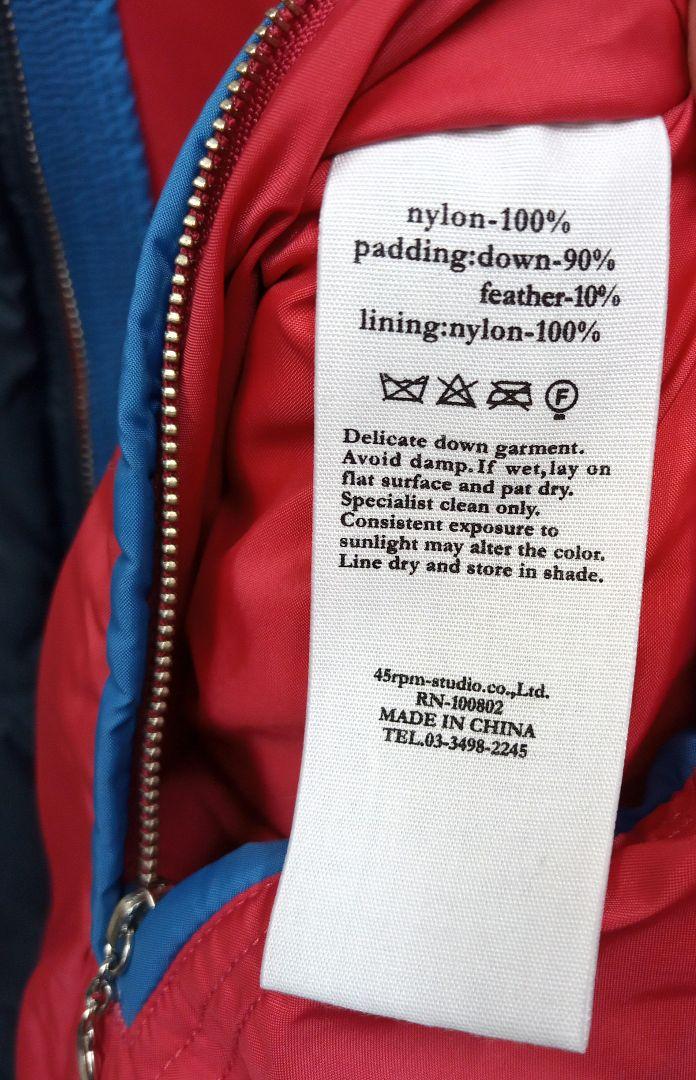 nylon-100%
padding:down-90%
feather-10%
lining:nylon-100%
F
Delicate down garment.
Avoid damp.If wet,lay on
flat surface and pat dry.
Specialist clean only.
Consistent exposure to
sunlight may alter the color.
Line dry and store in shade.
45rpm-studio.co.,Ltd.
RN-100802
MADE IN CHINA
TEL.03-3498-2245